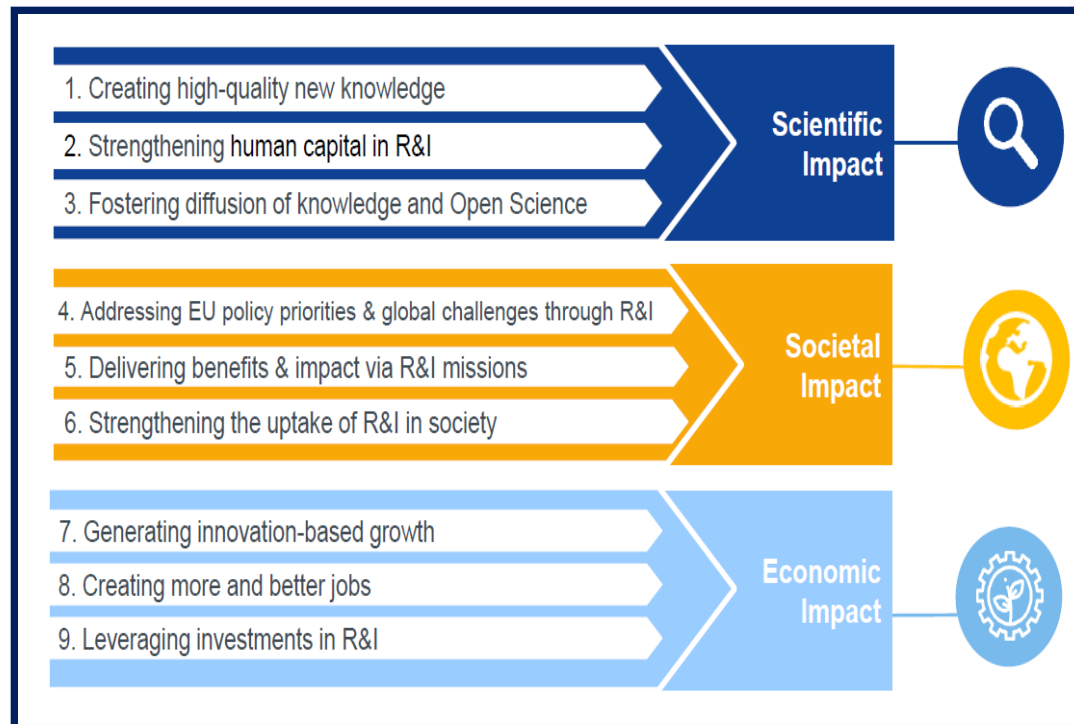 1. Creating high-quality new knowledge
2. Strengthening human capital in R&I
3. Fostering diffusion of knowledge and Open Science
Scientific
Impact
4. Addressing EU policy priorities & global challenges through R&I
5. Delivering benefits & impact via R&I missions
6. Strengthening the uptake of R&I in society
Societal
Impact
7. Generating innovation-based growth
8. Creating more and better jobs
9. Leveraging investments in R&I
Economic
Impact